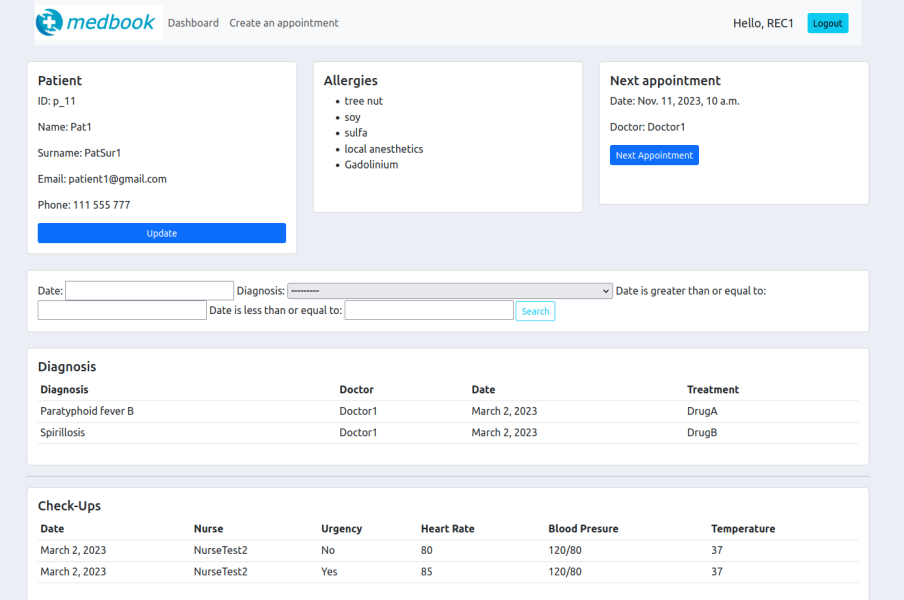 medbook Dashboard Create an appointment Hello, REC1 Logout
Patient
ID: p_11
Name: Pat1
Surname: PatSur1
Email: patient1@gmail.com
Phone: 111 555 777
Update
Allergies
tree nut
soy
sulfa
local anesthetics
Gadolinium
Next appointment
Date: Nov. 11, 2023, 10 a.m.
Doctor: Doctor1
Next Appointment
Date: Diagnosis: --------- Date is greater than or equal to:
Date is less than or equal to: Search
Diagnosis
Diagnosis Doctor Date Treatment
Paratyphoid fever B Doctor1 March 2, 2023 DrugA
Spirillosis Doctor1 March 2, 2023 DrugB
Check-Ups
Date Nurse Urgency Heart Rate Blood Presure Temperature
March 2, 2023 NurseTest2 No 80 120/80 37
March 2, 2023 NurseTest2 Yes 85 120/80 37